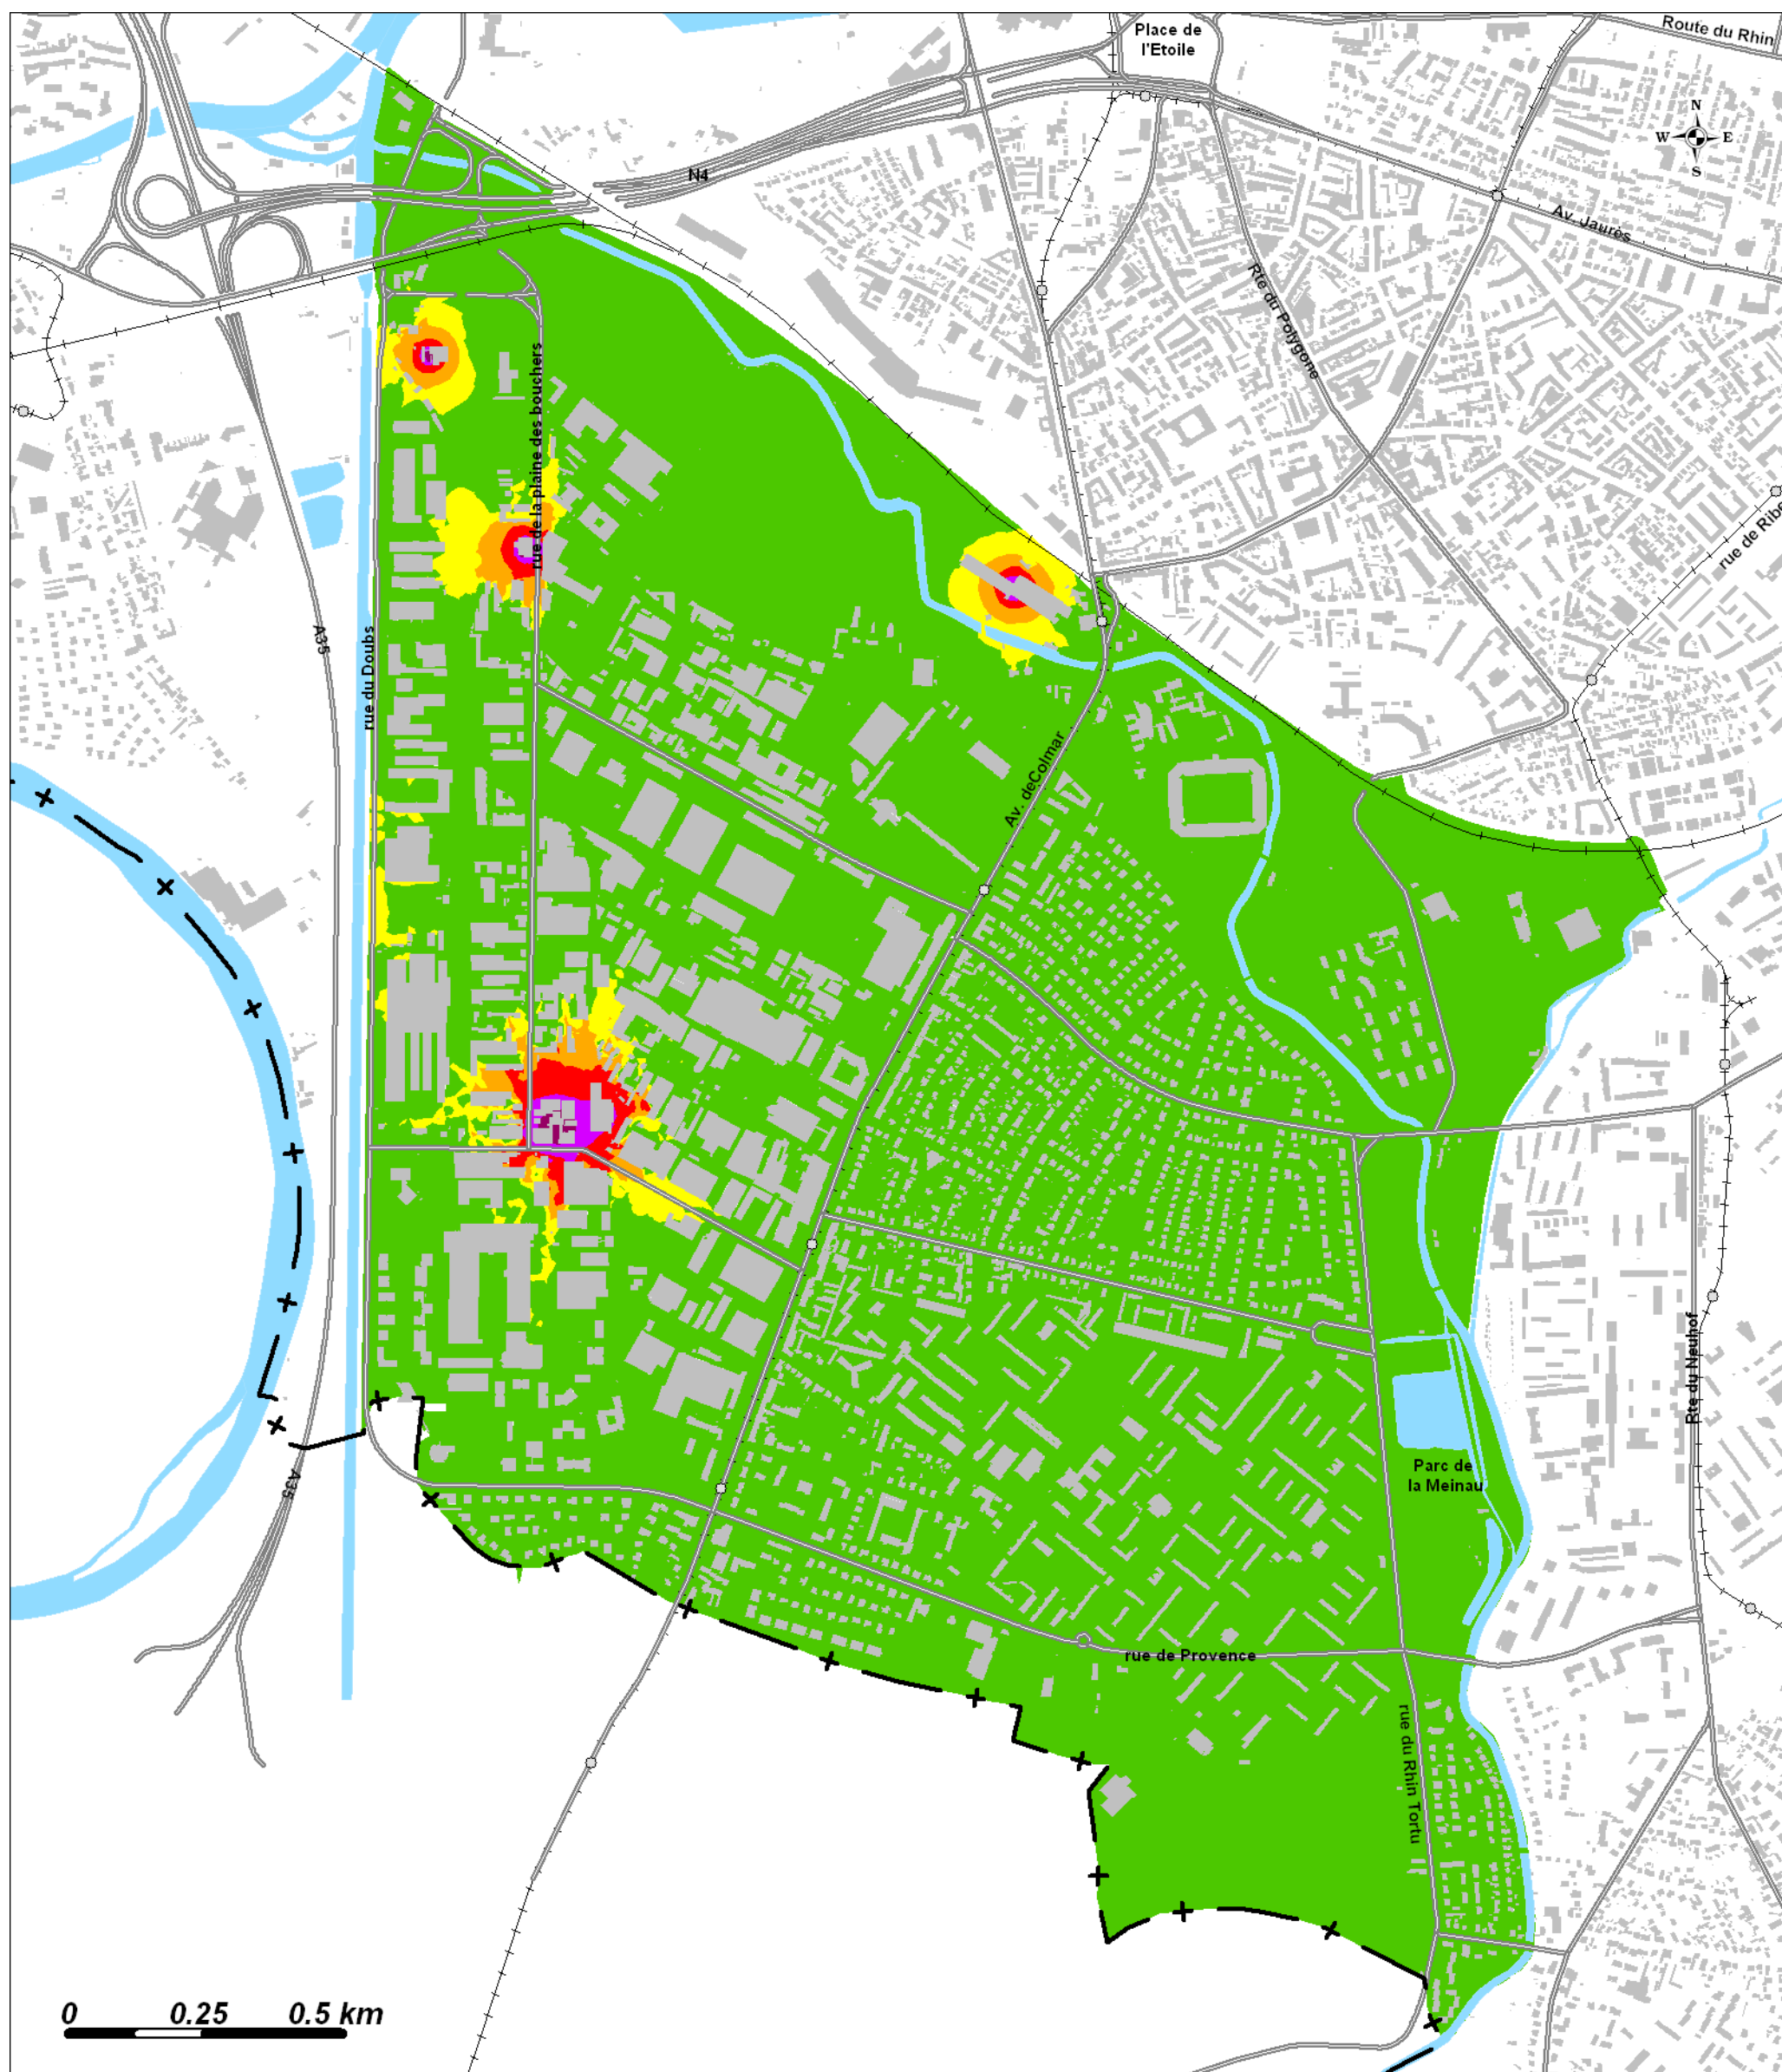 Place de
l'Etoile
Route du Rhin
N
W E
S
N4
Av. Jaurès
Rte du Polygone
rue de la plaine des bouchers
rue de Ribe
A35
rue du Doubs
Av. deColmar
Rte du Neuhof
Parc de
la Meinau
A35
rue de Provence
rue du Rhin Tortu
0 0.25 0.5 km